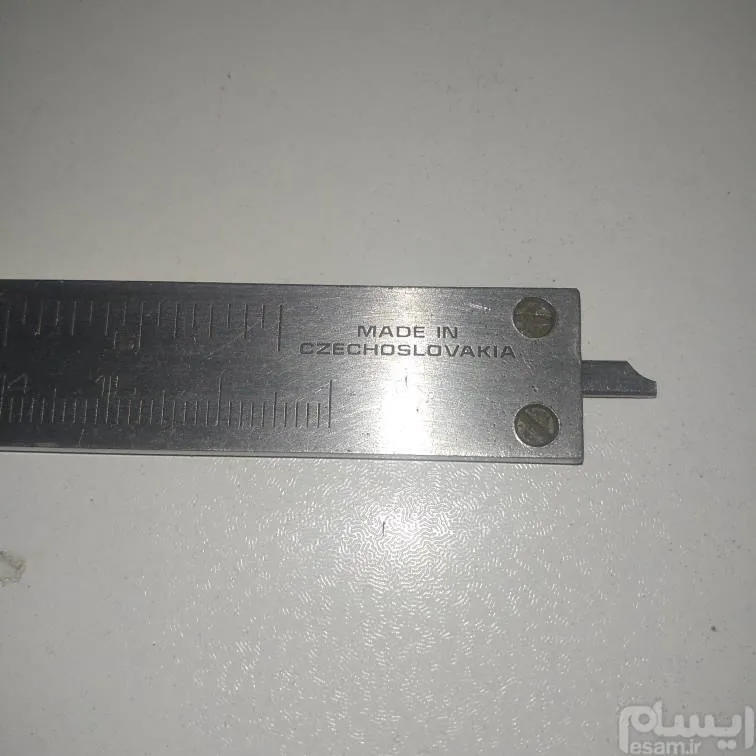 MADE IN
CZECHOSLOVAKIA
ایسام
esam.ir